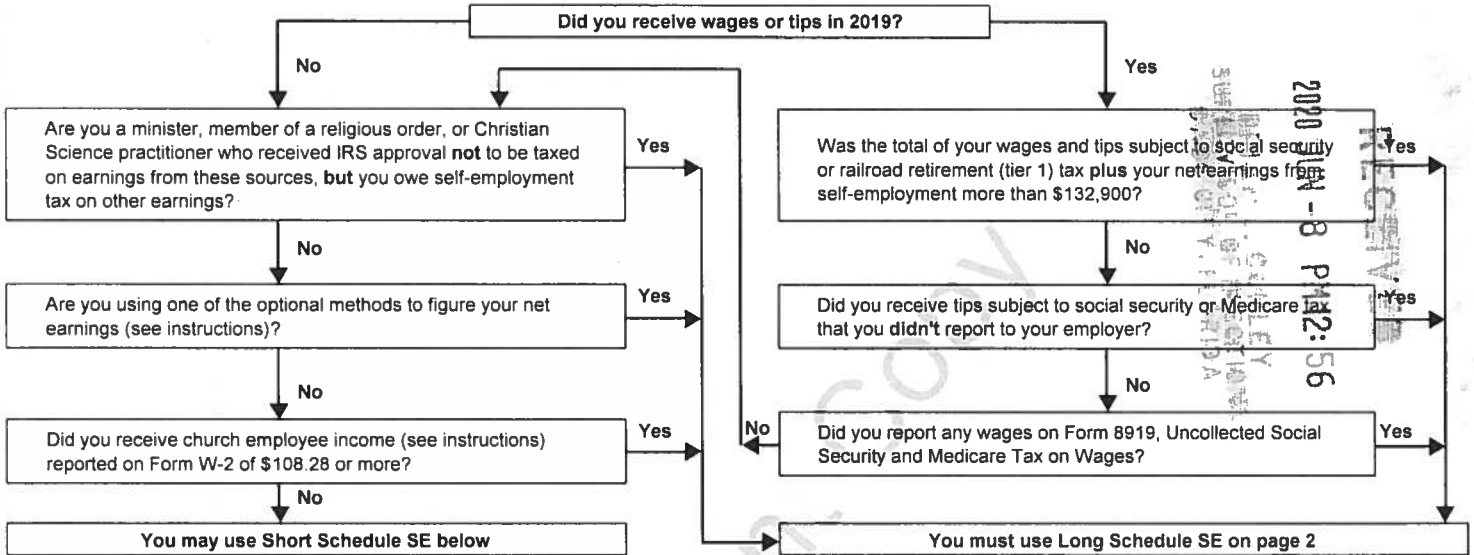 Did you receive wages or tips in 2019?
No
Yes
Are you a minister, member of a religious order, or Christian
Science practitioner who received IRS approval not to be taxed
on earnings from these sources, but you owe self-employment
tax on other earnings?
Yes
Was the total of your wages and tips subject to social security
or railroad retirement (tier 1) tax plus your net earnings from
self-employment more than $132,900?
Yes
No
No
Are you using one of the optional methods to figure your net
earnings (see instructions)?
Yes
Did you receive tips subject to social security or Medicare tax
that you didn't report to your employer?
Yes
No
No
Did you receive church employee income (see instructions)
reported on Form W-2 of $108.28 or more?
Yes
No
Did you report any wages on Form 8919, Uncollected Social
Security and Medicare Tax on Wages?
Yes
No
You may use Short Schedule SE below
You must use Long Schedule SE on page 2
2020 JUN -8 PM 12:56
Copy